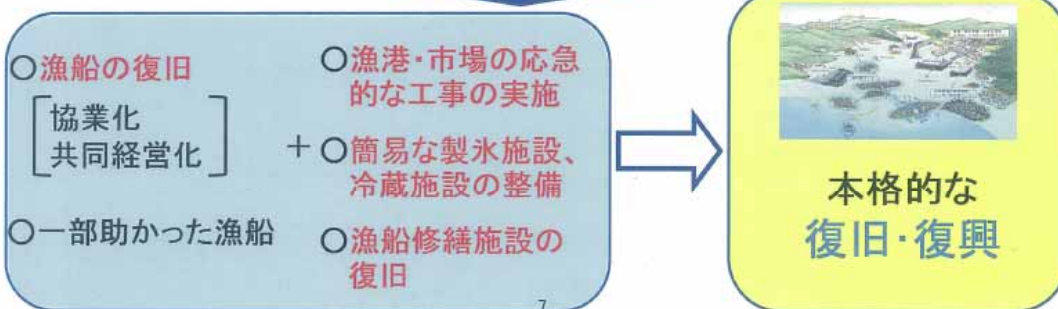 ○漁船の復旧
協業化
共同経営化
○一部助かった漁船
+
○漁港・市場の応急
的な工事の実施
○簡易な製氷施設、
冷蔵施設の整備
○漁船修繕施設の
復旧
本格的な
復旧・復興
7